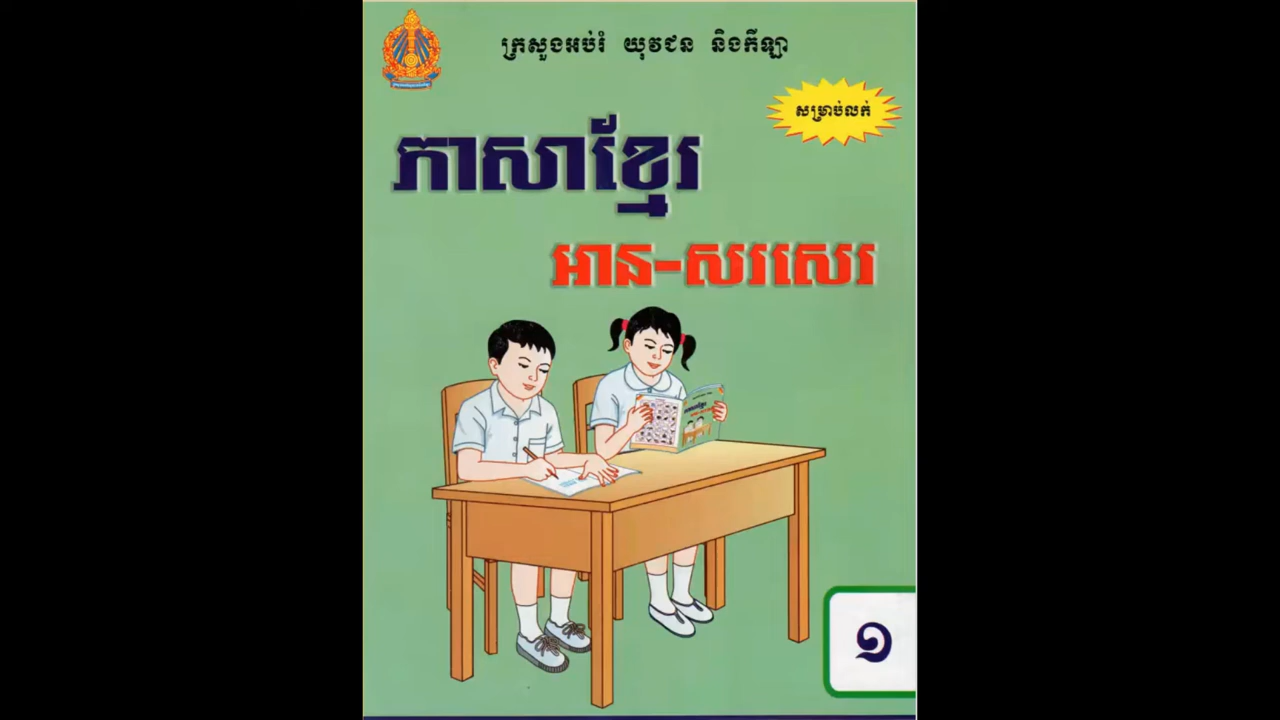 ក្រសួងអប់រំ យុវជន និងកីឡា
សម្រាប់លក់
ភាសាខ្មែរ
អាន-សរសេរ
១